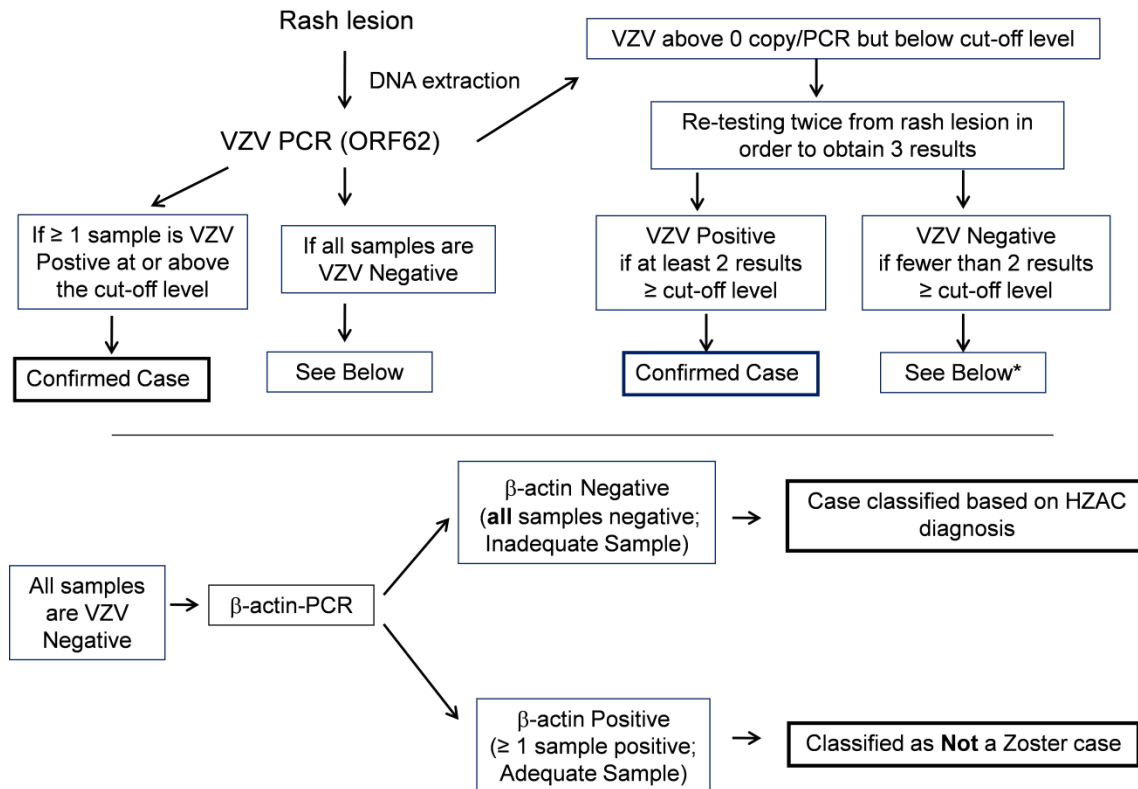 Rash lesion
DNA extraction
VZV PCR (ORF62)
VZV above 0 copy/PCR but below cut-off level
Re-testing twice from rash lesion in
order to obtain 3 results
If ≥ 1 sample is VZV
Postive at or above
the cut-off level
If all samples are
VZV Negative
VZV Positive
if at least 2 results
≥ cut-off level
VZV Negative
if fewer than 2 results
≥ cut-off level
Confirmed Case
See Below
Confirmed Case
See Below*
All samples
are VZV
Negative
β-actin-PCR
β-actin Negative
(all samples negative;
Inadequate Sample)
Case classified based on HZAC
diagnosis
β-actin Positive
(≥ 1 sample positive;
Adequate Sample)
Classified as Not a Zoster case